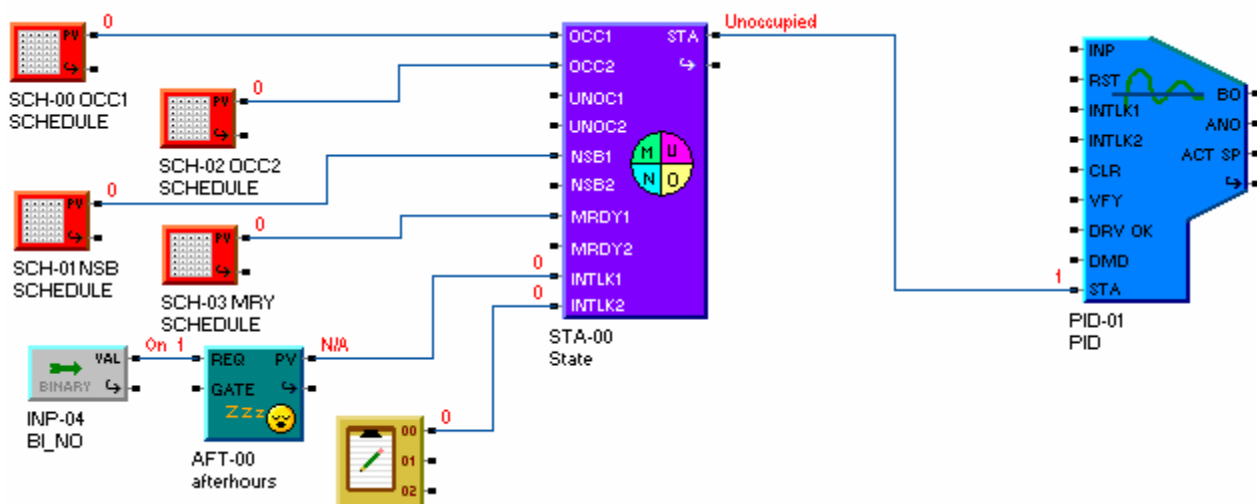 0
PV
SCH-00 OCC1
SCHEDULE
0
PV
SCH-02 OCC2
SCHEDULE
0
PV
SCH-01 NSB
SCHEDULE
0
PV
SCH-03 MRY
SCHEDULE
VAL
BINARY
INP-04
BI_NO
On 1
REQ PV
GATE
Zzz
AFT-00
afterhours
N/A
00
01
02
0
0
0
OCC1 STA
OCC2
UNOC1
UNOC2
NSB1
NSB2
MRDY1
MRDY2
INTLK1
INTLK2
M U
N O
STA-00
State
Unoccupied
1
INP
RST
INTLK1
INTLK2
CLR
VFY
DRV OK
DMD
STA
BO
ANO
ACT SP
PID-01
PID